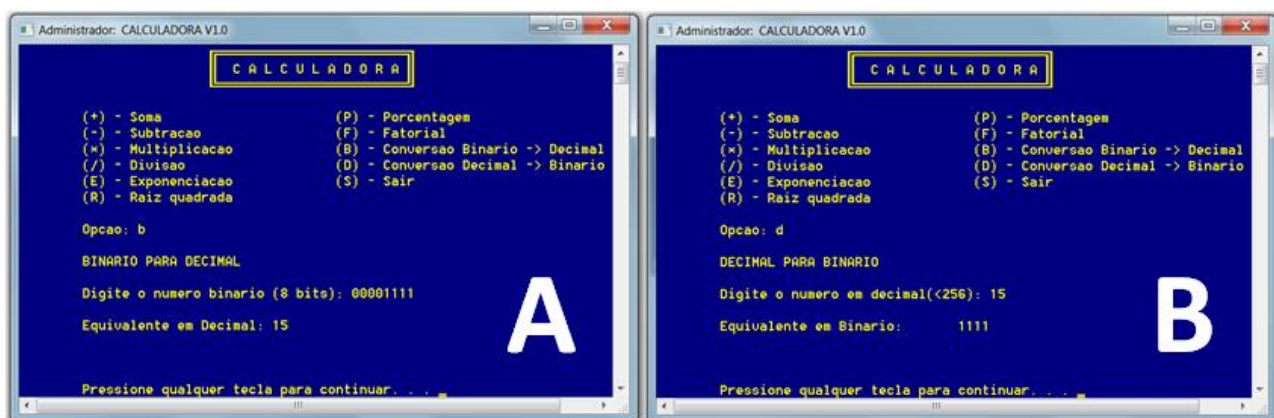 Administrador: CALCULADORA V1.0
C A L C U L A D O R A
(+) - Soma (P) - Porcentagem
(-) - Subtracao (F) - Fatorial
(*) - Multiplicacao (B) - Conversao Binario -> Decimal
(/) - Divisao (D) - Conversao Decimal -> Binario
(E) - Exponenciacao (S) - Sair
(R) - Raiz quadrada
Opcao: b
BINARIO PARA DECIMAL
Digite o numero binario (8 bits): 00001111
Equivalente em Decimal: 15
Pressione qualquer tecla para continuar. . . _
A
Administrador: CALCULADORA V1.0
C A L C U L A D O R A
(+) - Soma (P) - Porcentagem
(-) - Subtracao (F) - Fatorial
(*) - Multiplicacao (B) - Conversao Binario -> Decimal
(/) - Divisao (D) - Conversao Decimal -> Binario
(E) - Exponenciacao (S) - Sair
(R) - Raiz quadrada
Opcao: d
DECIMAL PARA BINARIO
Digite o numero em decimal(<256): 15
Equivalente em Binario: 1111
Pressione qualquer tecla para continuar. . . _
B